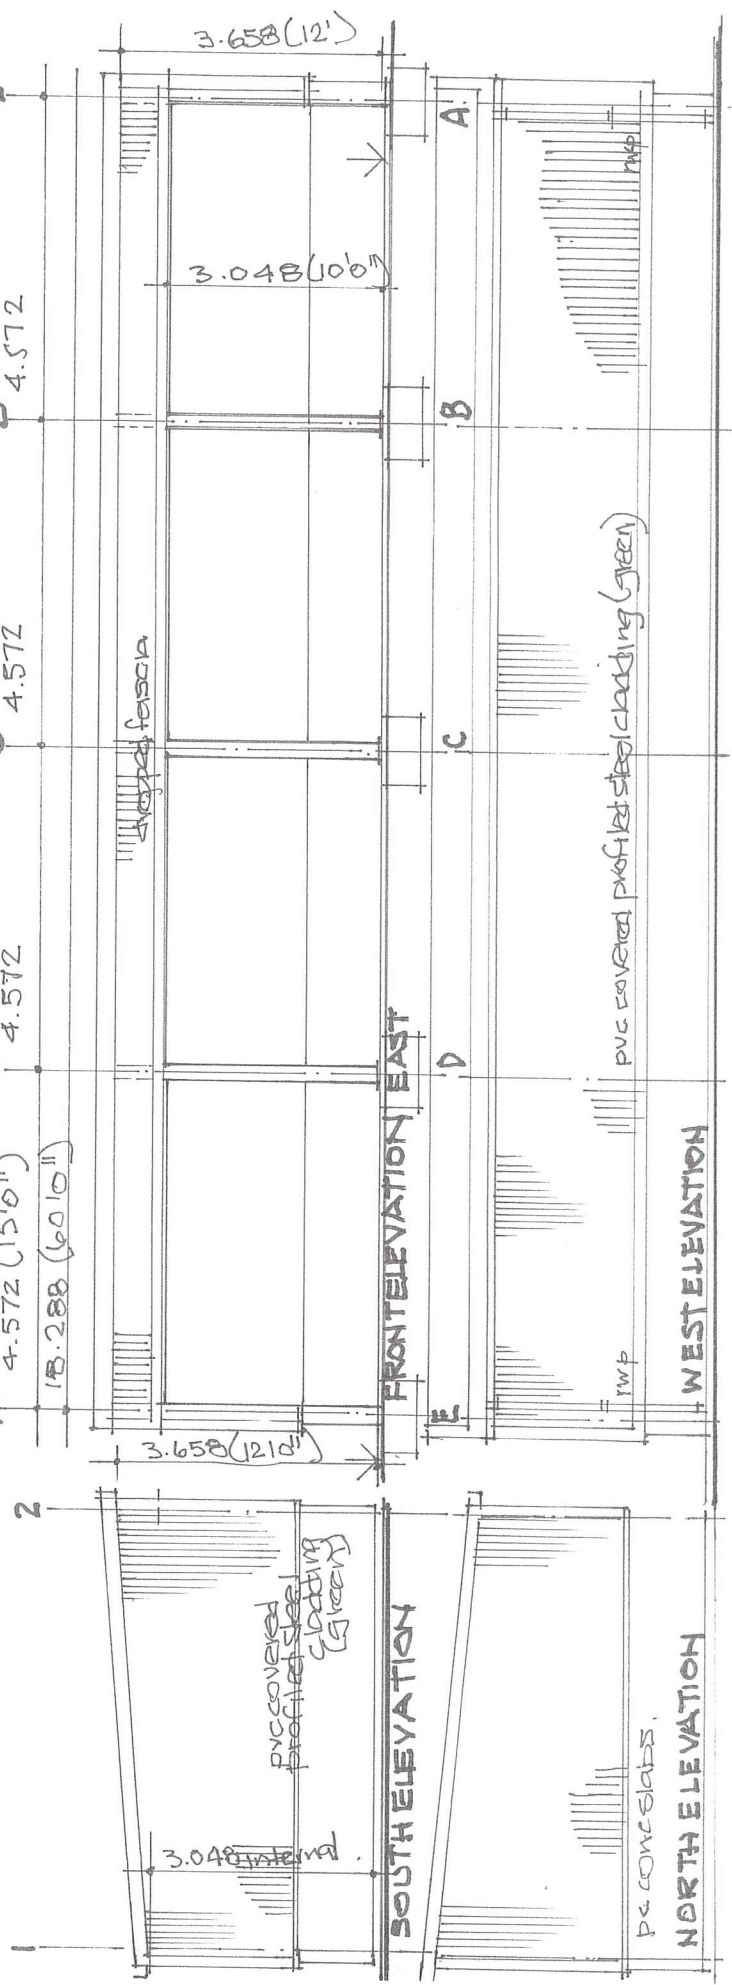 2
1
4.572 (15'0")
4.572
4.572
4.572
18.288 (60'0")
3.658 (12'0")
3.658 (12')
dropped fascia
3.048 (10'0")
pvc covered
profiled steel
cladding
(green)
3.048 internal.
SOUTH ELEVATION
FRONT ELEVATION EAST
E
D
C
B
A
rwp
pvc covered profiled steel cladding (green)
rwp
pc conc slabs.
NORTH ELEVATION
WEST ELEVATION